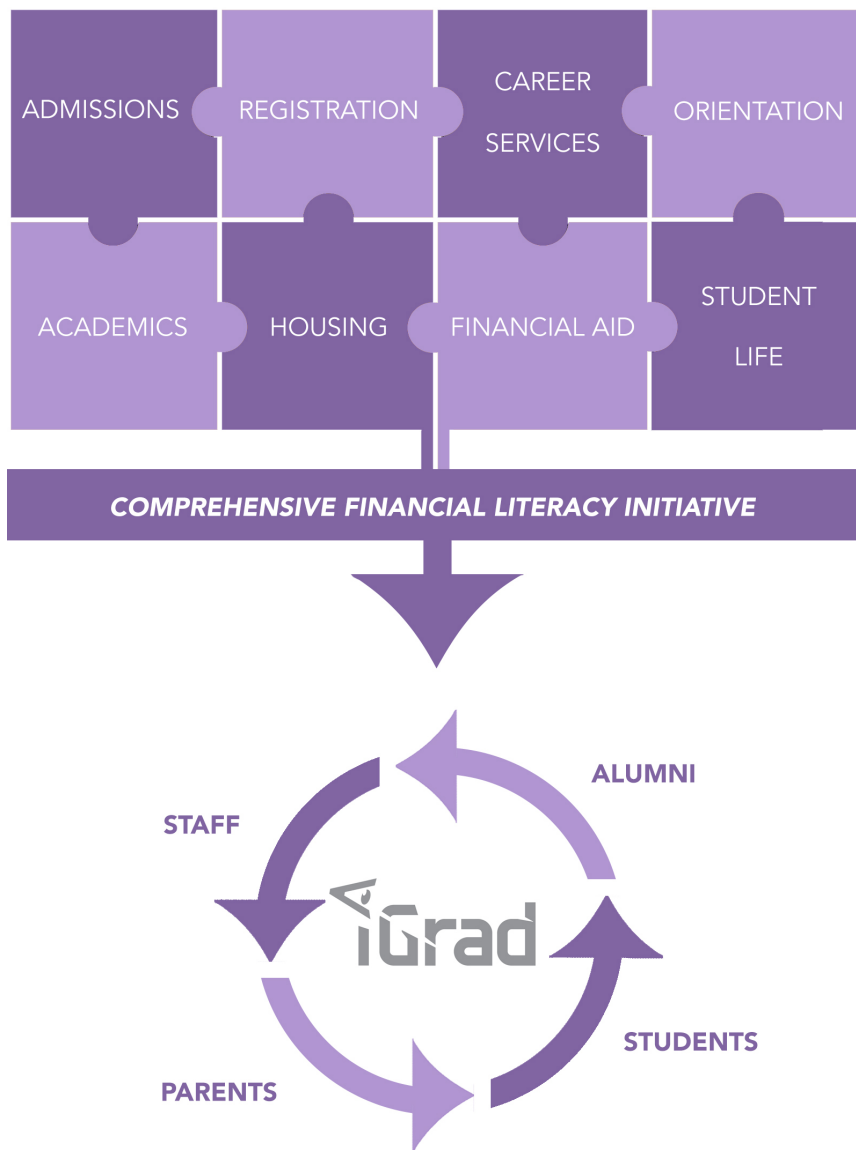 ADMISSIONS
REGISTRATION
CAREER
SERVICES
ORIENTATION
ACADEMICS
HOUSING
FINANCIAL AID
STUDENT
LIFE
COMPREHENSIVE FINANCIAL LITERACY INITIATIVE
ALUMNI
STAFF
iGrad
STUDENTS
PARENTS